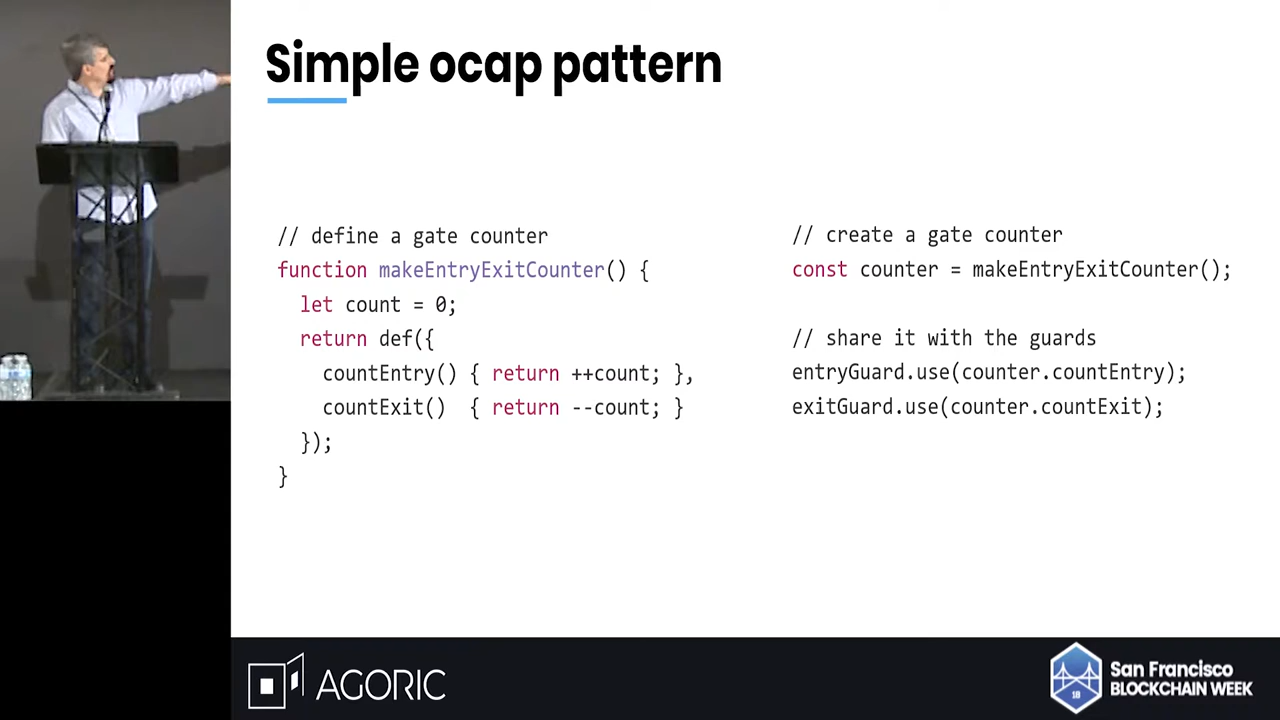 Simple ocap pattern
// define a gate counter
function makeEntryExitCounter() {
  let count = 0;
  return def({
    countEntry() { return ++count; },
    countExit()  { return --count; }
  });
}
// create a gate counter
const counter = makeEntryExitCounter();
// share it with the guards
entryGuard.use(counter.countEntry);
exitGuard.use(counter.countExit);
AGORIC
18
San Francisco
BLOCKCHAIN WEEK